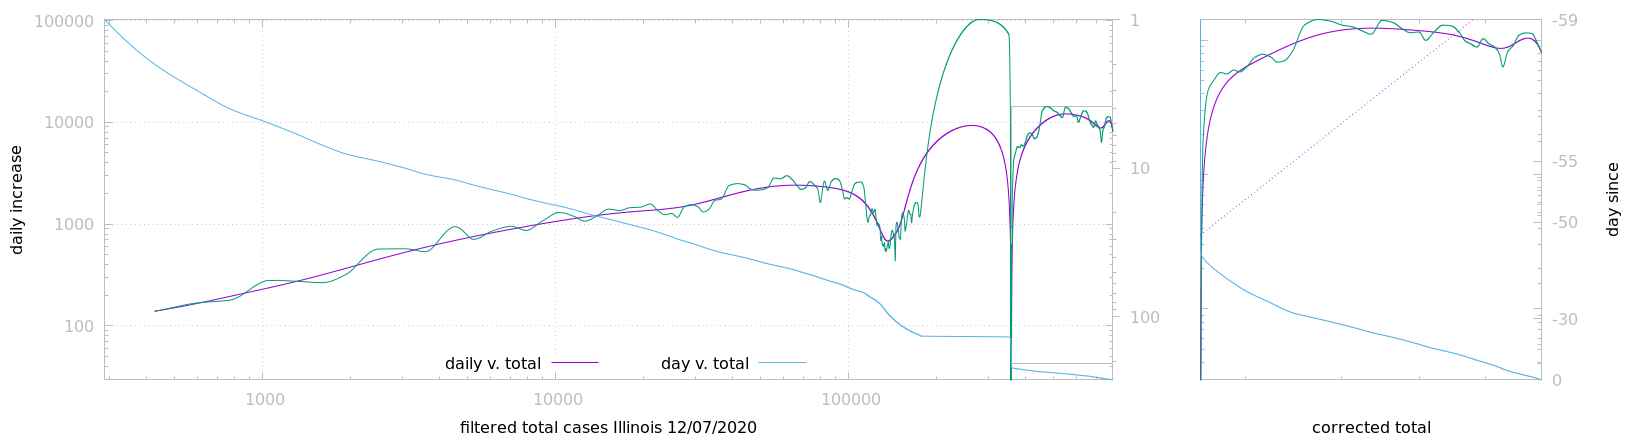 100000
10000
1000
100
daily increase
1000
10000
100000
filtered total cases Illinois 12/07/2020
daily v. total
day v. total
1
10
100
-59
-55
-50
-30
0
day since
corrected total